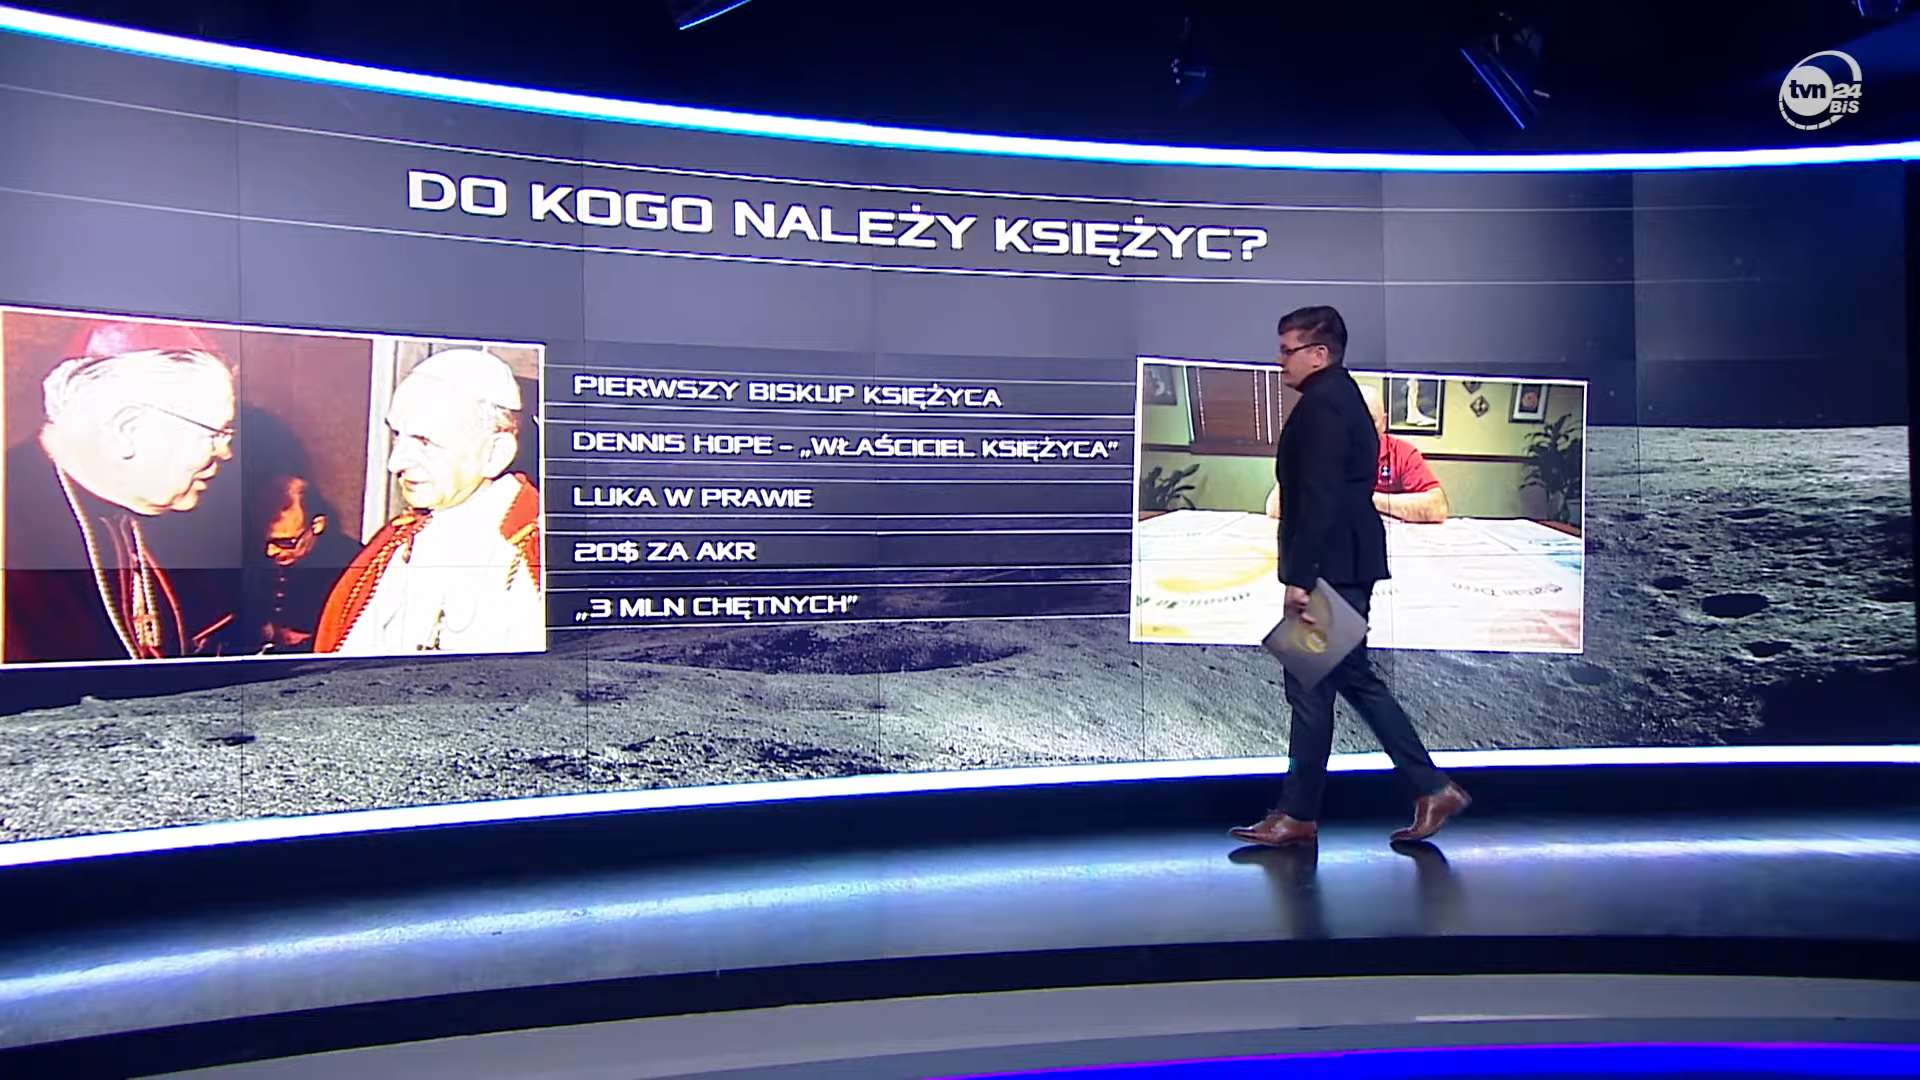 tvn24
BiS
DO KOGO NALEŻY KSIĘŻYC?
PIERWSZY BISKUP KSIĘŻYCA
DENNIS HOPE – „WŁAŚCICIEL KSIĘŻYCA”
LUKA W PRAWIE
20$ ZA AKR
„3 MLN CHĘTNYCH”